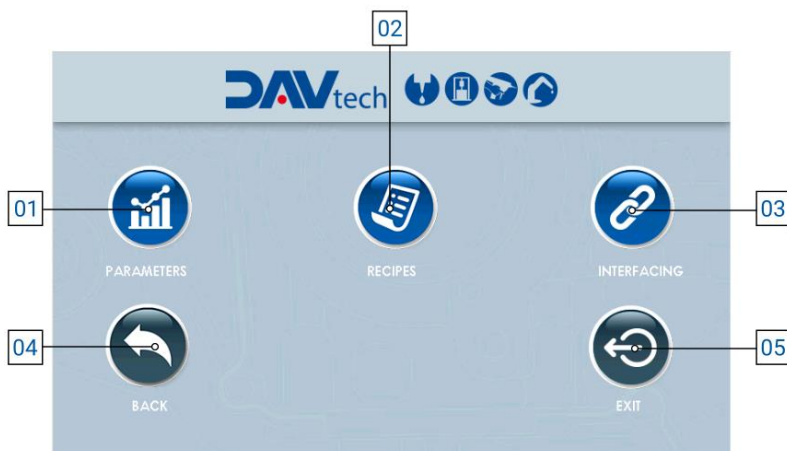 02
DAVtech
01
03
PARAMETERS
RECIPES
INTERFACING
04
05
BACK
EXIT